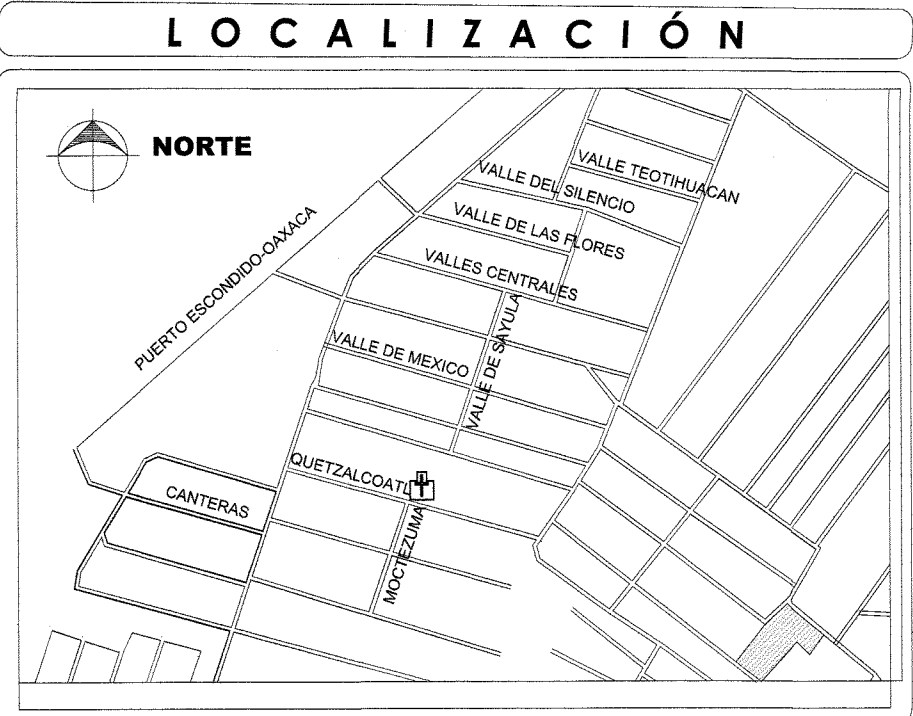 LOCALIZACIÓN
NORTE
VALLE TEOTIHUACAN
VALLE DEL SILENCIO
VALLE DE LAS FLORES
VALLES CENTRALES
PUERTO ESCONDIDO-OAXACA
VALLE DE SAYULA
VALLE DE MEXICO
QUETZALCOATL
CANTERAS
MOCTEZUMA